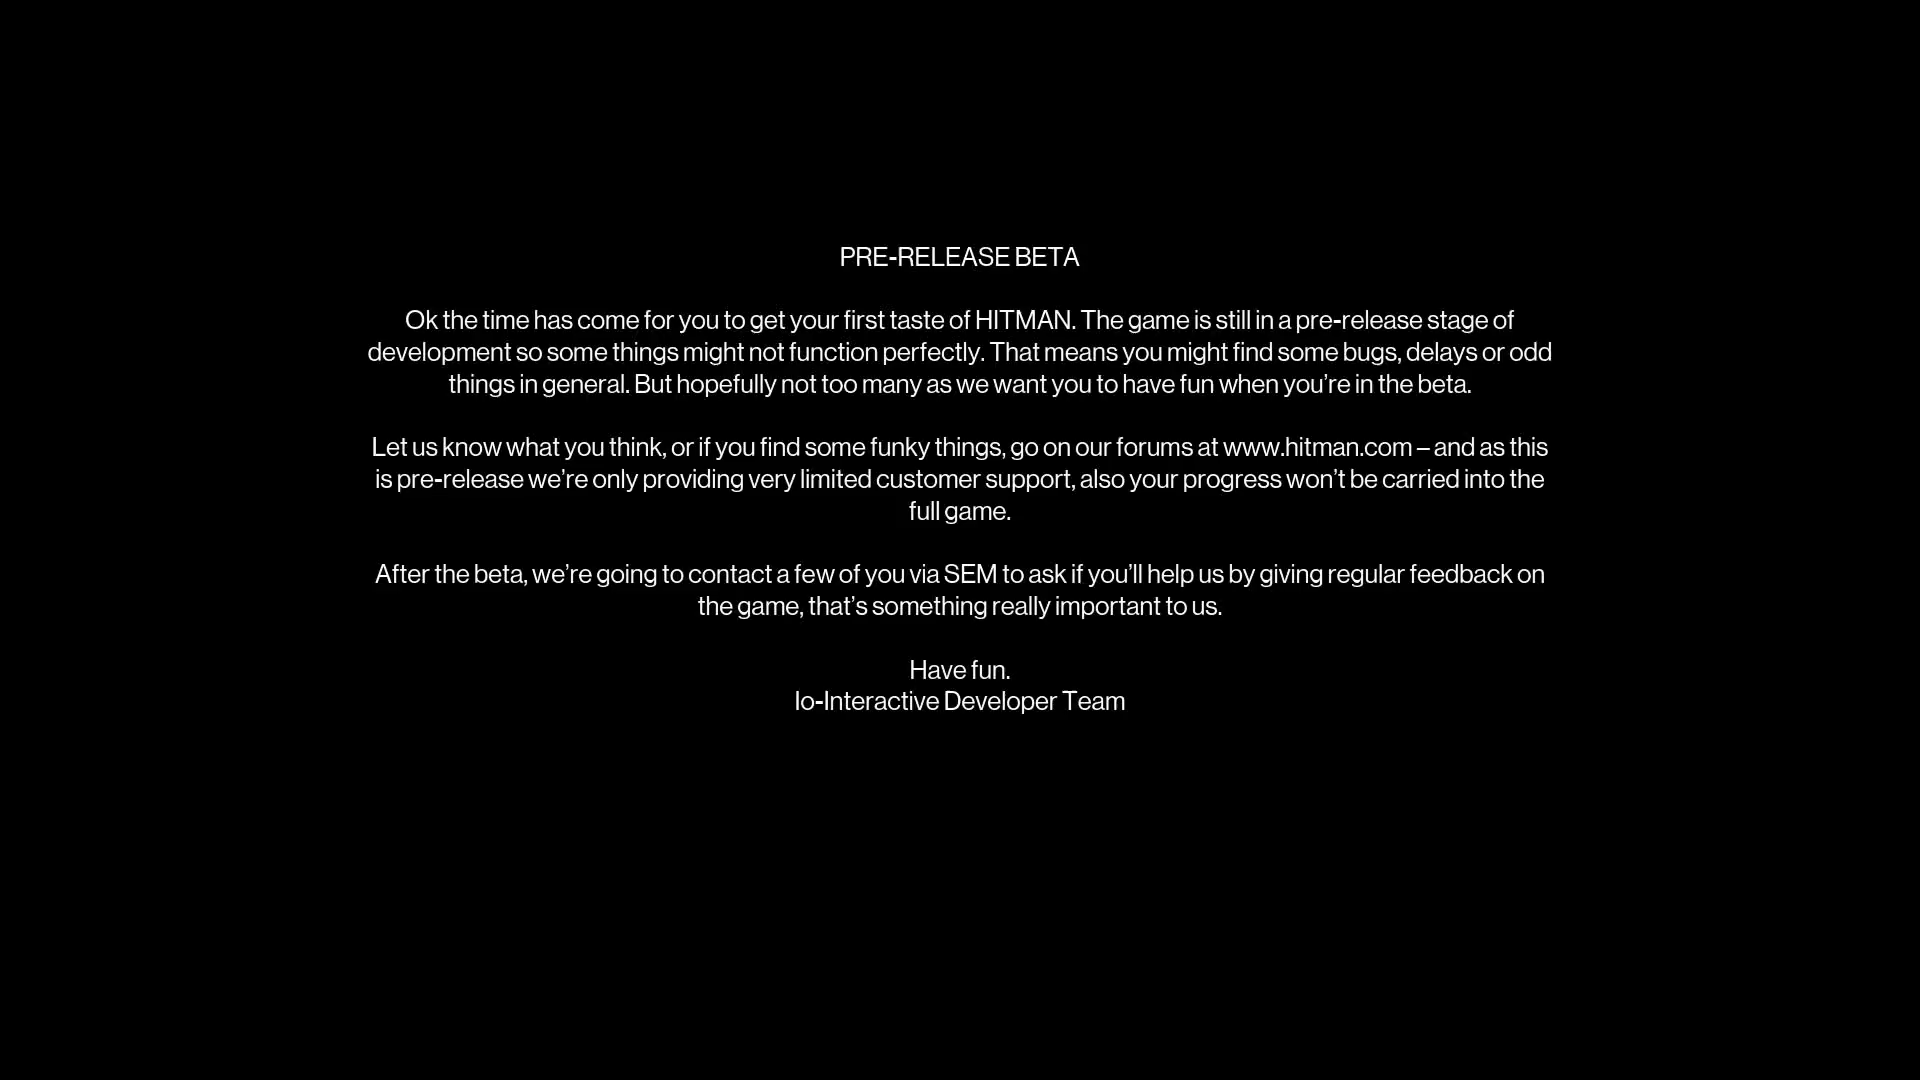 PRE-RELEASE BETA
Ok the time has come for you to get your first taste of HITMAN. The game is still in a pre-release stage of
development so some things might not function perfectly. That means you might find some bugs, delays or odd
things in general. But hopefully not too many as we want you to have fun when you’re in the beta.
Let us know what you think, or if you find some funky things, go on our forums at www.hitman.com – and as this
is pre-release we’re only providing very limited customer support, also your progress won’t be carried into the
full game.
After the beta, we’re going to contact a few of you via SEM to ask if you’ll help us by giving regular feedback on
the game, that’s something really important to us.
Have fun.
Io-Interactive Developer Team